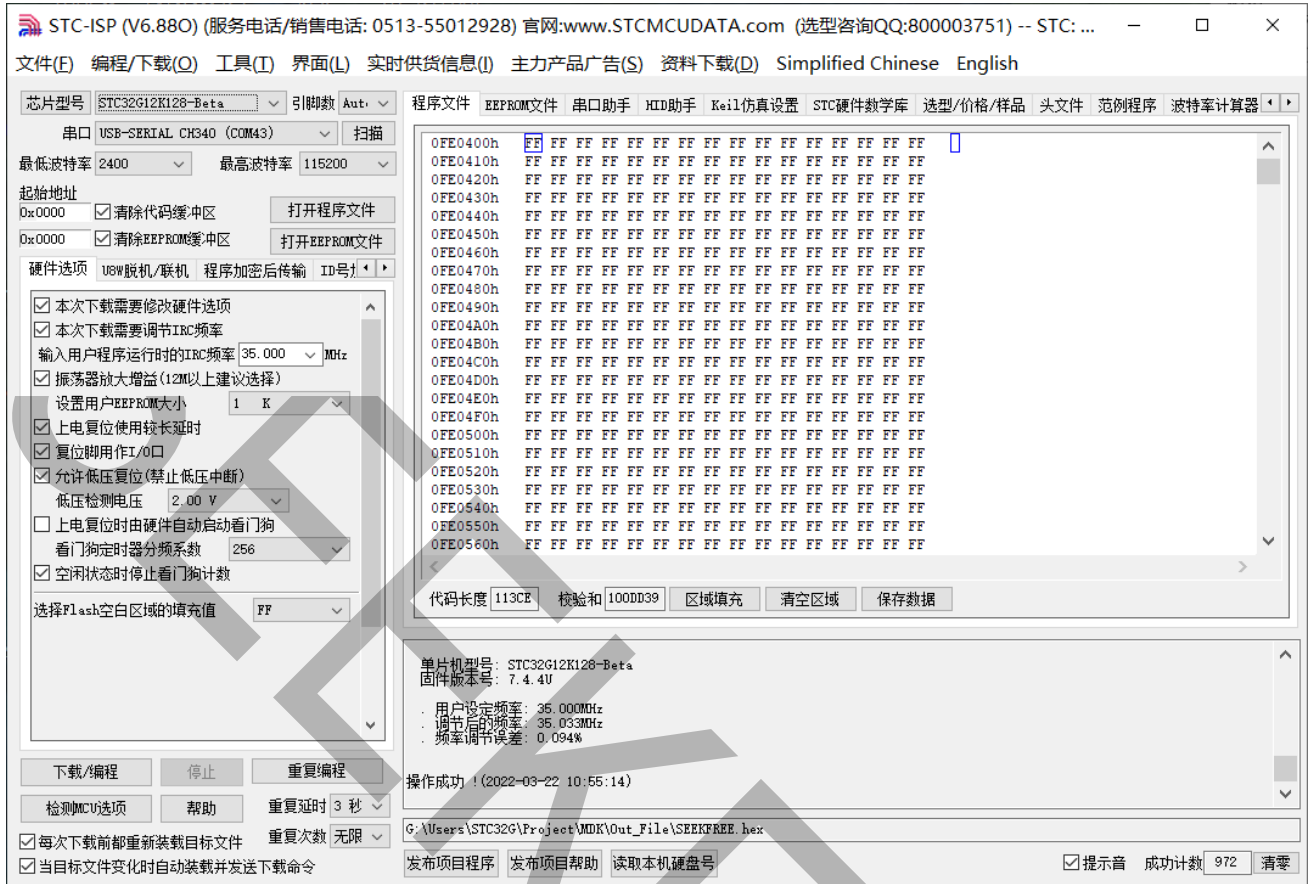 STC-ISP (V6.88O) (服务电话/销售电话: 0513-55012928) 官网:www.STCMCUDATA.com (选型咨询QQ:800003751) -- STC: ...
文件(F) 编程/下载(O) 工具(T) 界面(L) 实时供货信息(I) 主力产品广告(S) 资料下载(D) Simplified Chinese English
芯片型号 STC32G12K128-Beta 引脚数 Aut
串口 USB-SERIAL CH340 (COM43) 扫描
最低波特率 2400 最高波特率 115200
起始地址
0x0000 清除代码缓冲区 打开程序文件
0x0000 清除EEPROM缓冲区 打开EEPROM文件
硬件选项 U8W脱机/联机 程序加密后传输 ID号
本次下载需要修改硬件选项
本次下载需要调节IRC频率
输入用户程序运行时的IRC频率 35.000 MHz
振荡器放大增益(12M以上建议选择)
设置用户EEPROM大小 1 K
上电复位使用较长延时
复位脚用作I/O口
允许低压复位(禁止低压中断)
低压检测电压 2.00 V
上电复位时由硬件自动启动看门狗
看门狗定时器分频系数 256
空闲状态时停止看门狗计数
选择Flash空白区域的填充值 FF
下载/编程 停止 重复编程
检测MCU选项 帮助 重复延时 3 秒
每次下载前都重新装载目标文件 重复次数 无限
当目标文件变化时自动装载并发送下载命令
程序文件 EEPROM文件 串口助手 HID助手 Keil仿真设置 STC硬件数学库 选型/价格/样品 头文件 范例程序 波特率计算器
0FE0400h FF FF FF FF FF FF FF FF FF FF FF FF FF FF FF FF
0FE0410h FF FF FF FF FF FF FF FF FF FF FF FF FF FF FF FF
0FE0420h FF FF FF FF FF FF FF FF FF FF FF FF FF FF FF FF
0FE0430h FF FF FF FF FF FF FF FF FF FF FF FF FF FF FF FF
0FE0440h FF FF FF FF FF FF FF FF FF FF FF FF FF FF FF FF
0FE0450h FF FF FF FF FF FF FF FF FF FF FF FF FF FF FF FF
0FE0460h FF FF FF FF FF FF FF FF FF FF FF FF FF FF FF FF
0FE0470h FF FF FF FF FF FF FF FF FF FF FF FF FF FF FF FF
0FE0480h FF FF FF FF FF FF FF FF FF FF FF FF FF FF FF FF
0FE0490h FF FF FF FF FF FF FF FF FF FF FF FF FF FF FF FF
0FE04A0h FF FF FF FF FF FF FF FF FF FF FF FF FF FF FF FF
0FE04B0h FF FF FF FF FF FF FF FF FF FF FF FF FF FF FF FF
0FE04C0h FF FF FF FF FF FF FF FF FF FF FF FF FF FF FF FF
0FE04D0h FF FF FF FF FF FF FF FF FF FF FF FF FF FF FF FF
0FE04E0h FF FF FF FF FF FF FF FF FF FF FF FF FF FF FF FF
0FE04F0h FF FF FF FF FF FF FF FF FF FF FF FF FF FF FF FF
0FE0500h FF FF FF FF FF FF FF FF FF FF FF FF FF FF FF FF
0FE0510h FF FF FF FF FF FF FF FF FF FF FF FF FF FF FF FF
0FE0520h FF FF FF FF FF FF FF FF FF FF FF FF FF FF FF FF
0FE0530h FF FF FF FF FF FF FF FF FF FF FF FF FF FF FF FF
0FE0540h FF FF FF FF FF FF FF FF FF FF FF FF FF FF FF FF
0FE0550h FF FF FF FF FF FF FF FF FF FF FF FF FF FF FF FF
0FE0560h FF FF FF FF FF FF FF FF FF FF FF FF FF FF FF FF
代码长度 113CE 校验和 100DD39 区域填充 清空区域 保存数据
单片机型号: STC32G12K128-Beta
固件版本号: 7.4.4U
. 用户设定频率: 35.000MHz
. 调节后的频率: 35.033MHz
. 频率调节误差: 0.094%
操作成功 !(2022-03-22 10:55:14)
G:\Users\STC32G\Project\MDK\Out_File\SEEKFREE.hex
发布项目程序 发布项目帮助 读取本机硬盘号 提示音 成功计数 972 清零